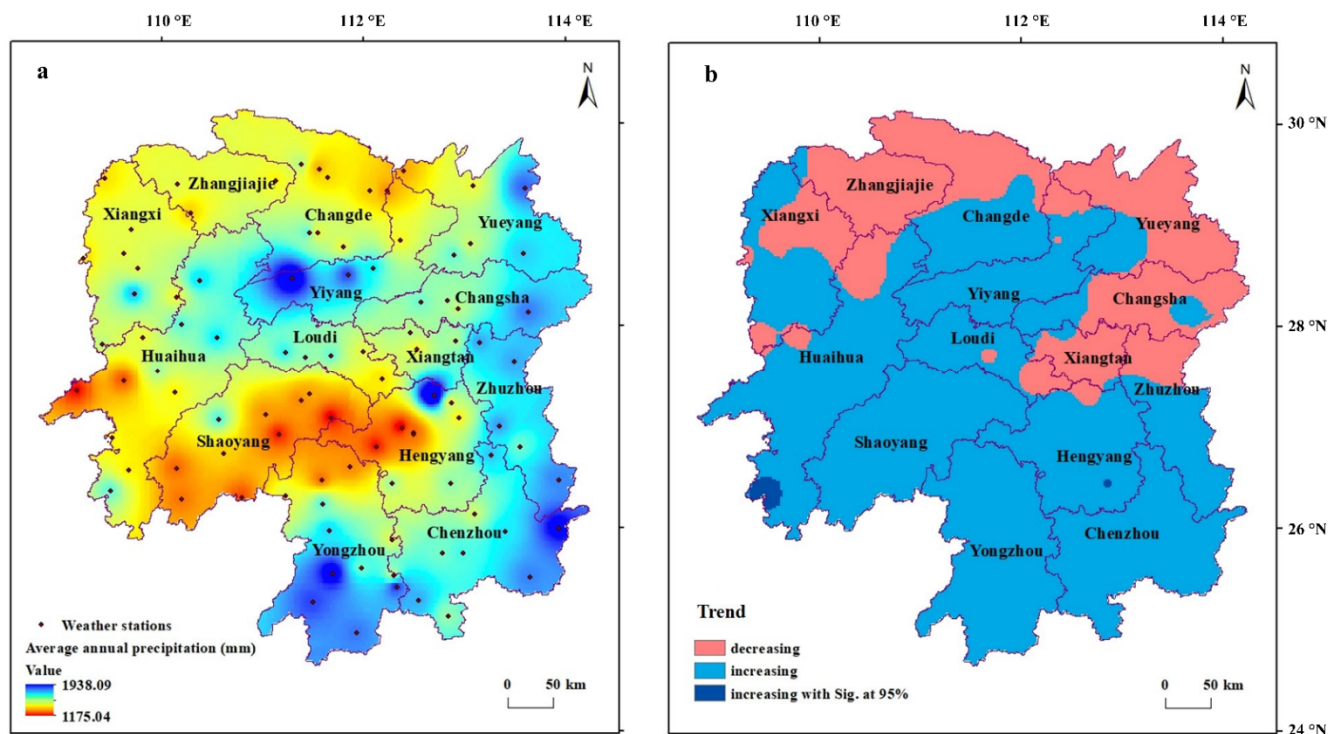 110 °E
112 °E
114 °E
a
N
Zhangjiajie
Xiangxi
Changde
Yueyang
Yiyang
Changsha
Loudi
Huaihua
Xiangtan
Zhuzhou
Shaoyang
Hengyang
Chenzhou
Yongzhou
Weather stations
Average annual precipitation (mm)
Value
1938.09
1175.04
0 50 km
110 °E
112 °E
114 °E
b
N
30 °N
Zhangjiajie
Xiangxi
Changde
Yueyang
Yiyang
Changsha
28 °N
Loudi
Huaihua
Xiangtan
Zhuzhou
Shaoyang
Hengyang
26 °N
Chenzhou
Yongzhou
Trend
decreasing
increasing
increasing with Sig. at 95%
0 50 km
24 °N